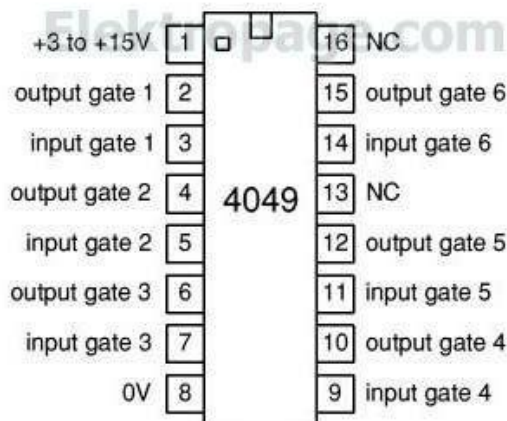 Elektropage.com
+3 to +15V 1 16 NC
output gate 1 2 15 output gate 6
input gate 1 3 14 input gate 6
output gate 2 4 4049 13 NC
input gate 2 5 12 output gate 5
output gate 3 6 11 input gate 5
input gate 3 7 10 output gate 4
0V 8 9 input gate 4